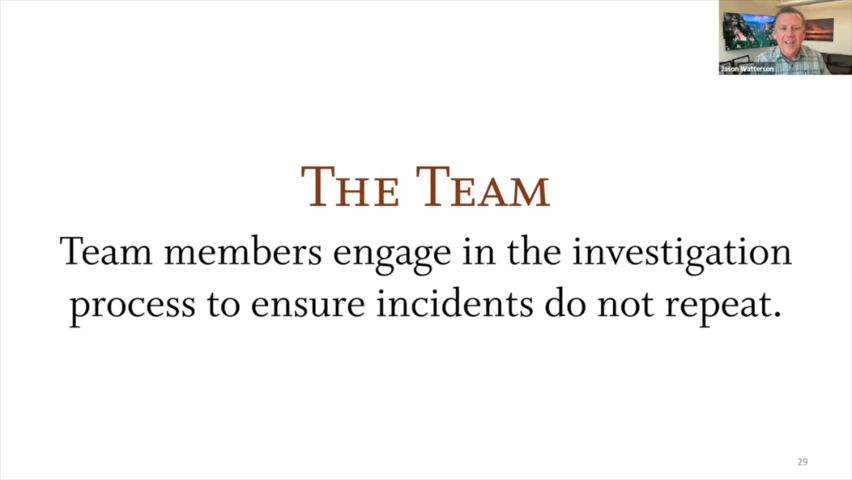 Jason Watterson
The Team
Team members engage in the investigation
process to ensure incidents do not repeat.
29